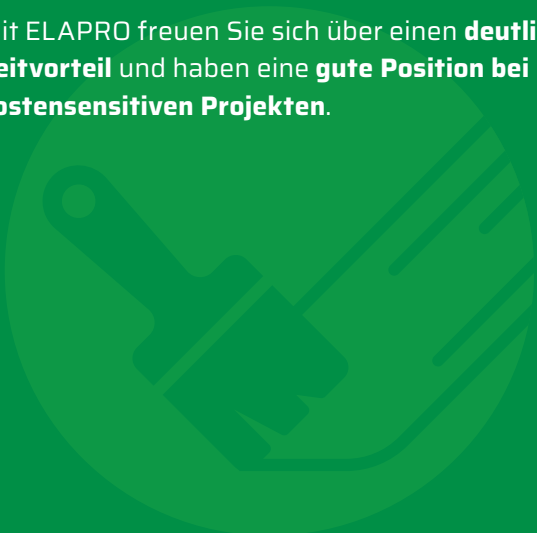 it ELAPRO freuen Sie sich über einen deutli
eitvorteil und haben eine gute Position bei
ostensensitiven Projekten.